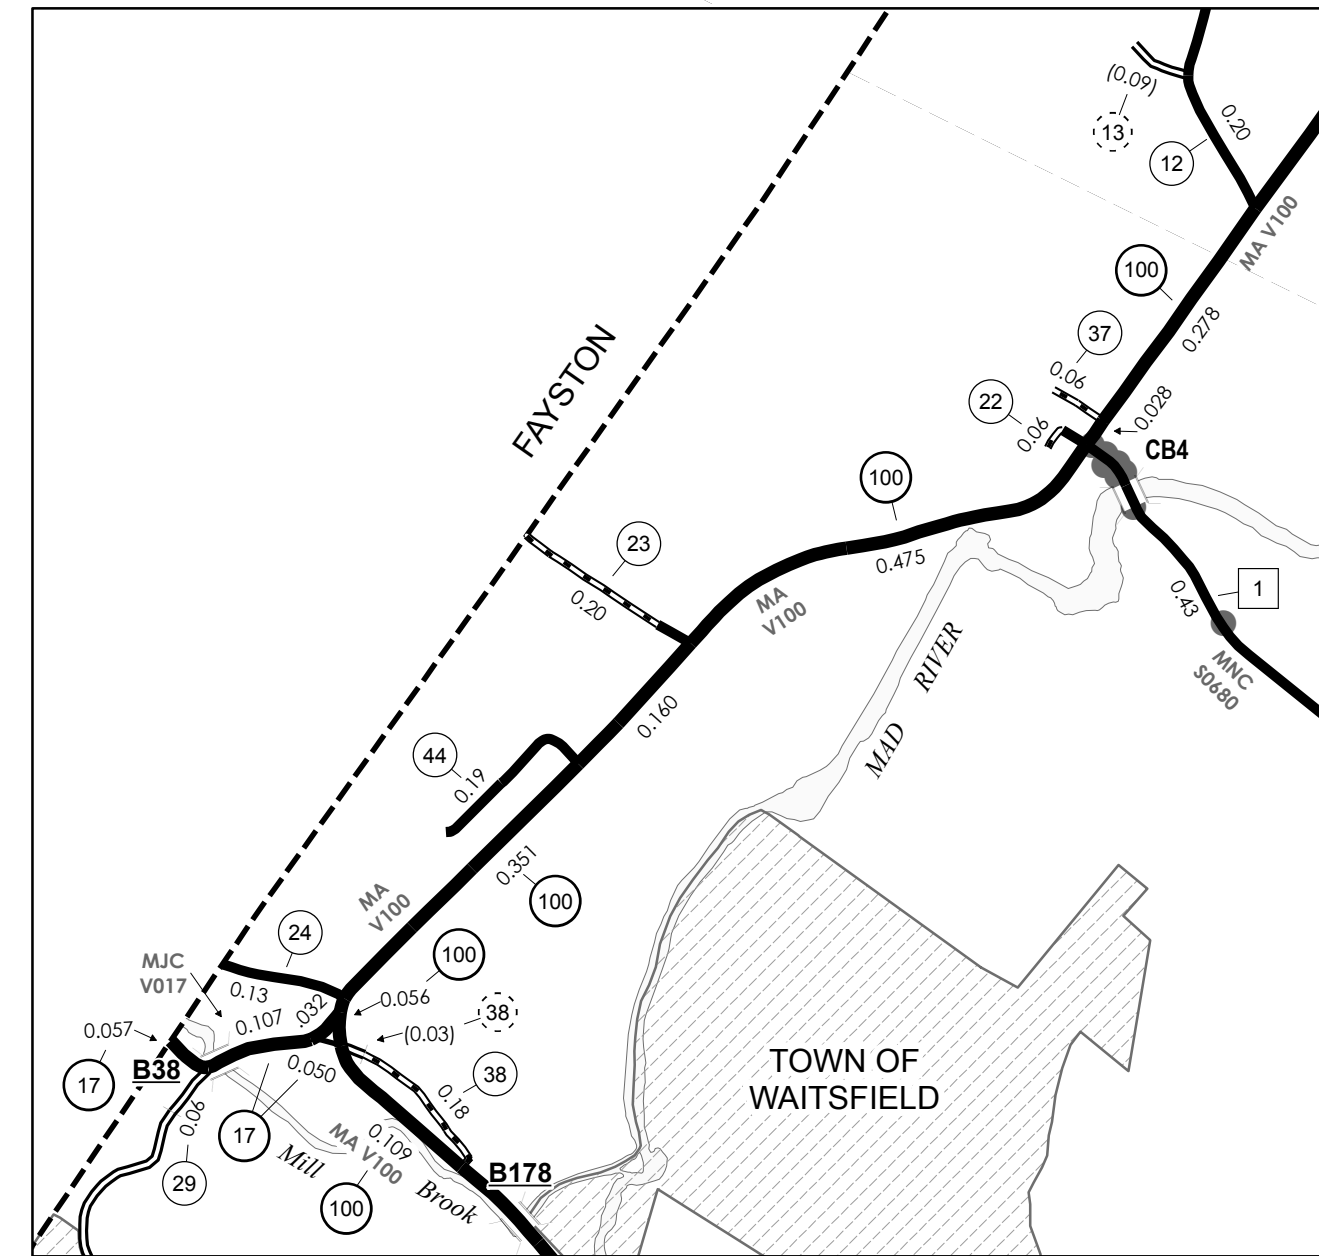 (0.09)
13
0.20
12
MA V100
100
0.278
37
0.06
22
0.06
0.028
CB4
FAYSTON
100
0.475
23
0.20
MA
V100
1
0.43
MNC
S0680
MAD RIVER
0.160
44
0.19
0.351
100
MA
V100
24
100
MJC
V017
0.13
.032
0.056
0.107
(0.03)
38
0.057
B38
17
0.050
38
0.18
0.06
17
0.109
MA V100
29
Mill Brook
100
B178
TOWN OF
WAITSFIELD